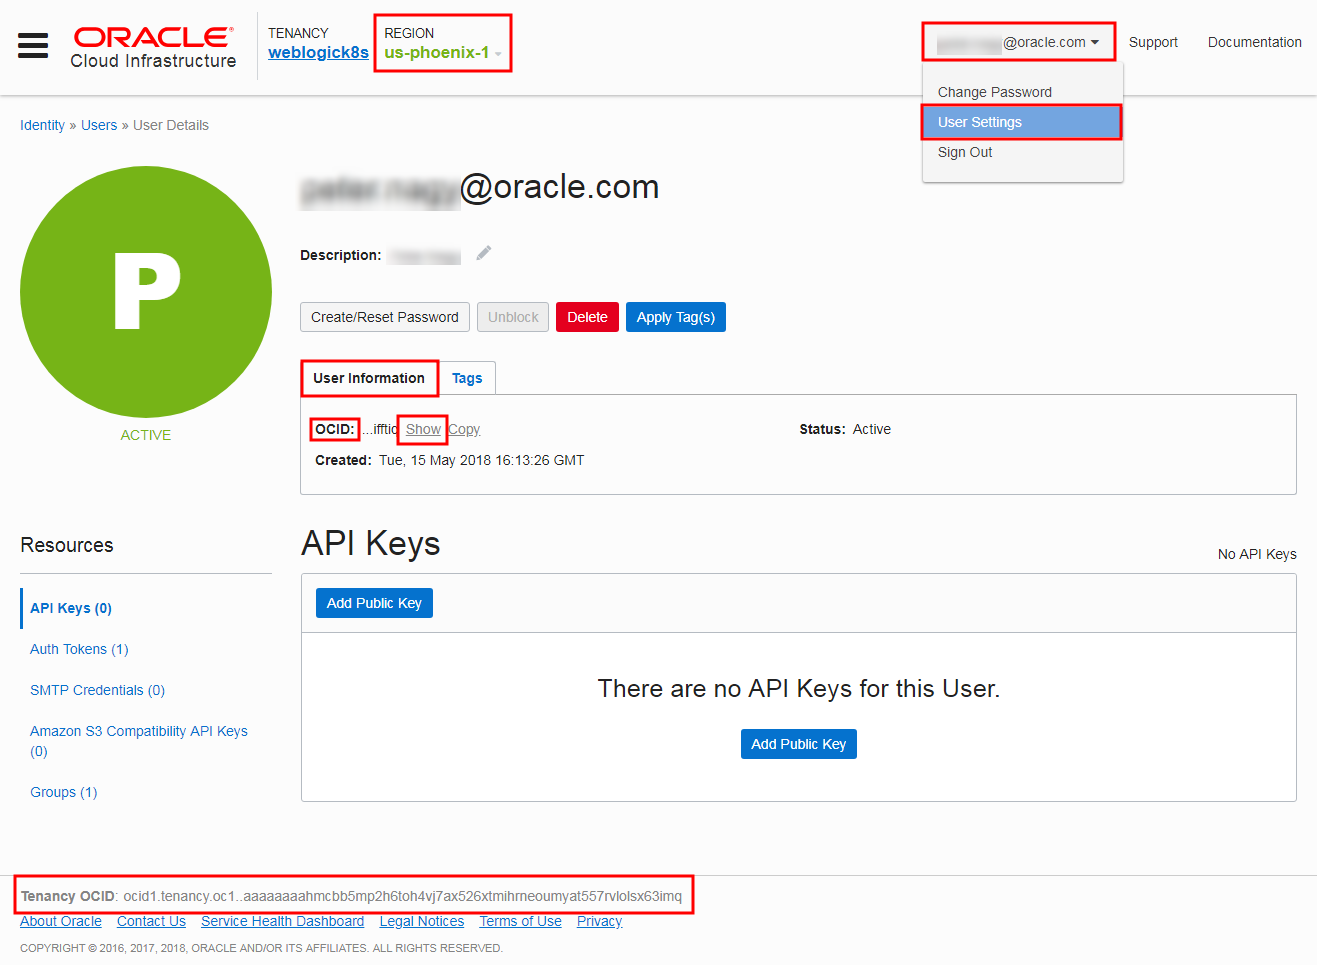 ORACLE
Cloud Infrastructure
TENANCY
weblogick8s
REGION
us-phoenix-1
@oracle.com
Support
Documentation
Change Password
User Settings
Sign Out
Identity » Users » User Details
P
ACTIVE
@oracle.com
Description:
Create/Reset Password
Unblock
Delete
Apply Tag(s)
User Information
Tags
OCID: ...ifftiq Show Copy
Status: Active
Created: Tue, 15 May 2018 16:13:26 GMT
Resources
API Keys (0)
Auth Tokens (1)
SMTP Credentials (0)
Amazon S3 Compatibility API Keys
(0)
Groups (1)
API Keys
No API Keys
Add Public Key
There are no API Keys for this User.
Add Public Key
Tenancy OCID: ocid1.tenancy.oc1..aaaaaaaahmcbb5mp2h6toh4vj7ax526xtmihrneoumyat557rvlolsx63imq
About Oracle Contact Us Service Health Dashboard Legal Notices Terms of Use Privacy
COPYRIGHT © 2016, 2017, 2018, ORACLE AND/OR ITS AFFILIATES. ALL RIGHTS RESERVED.